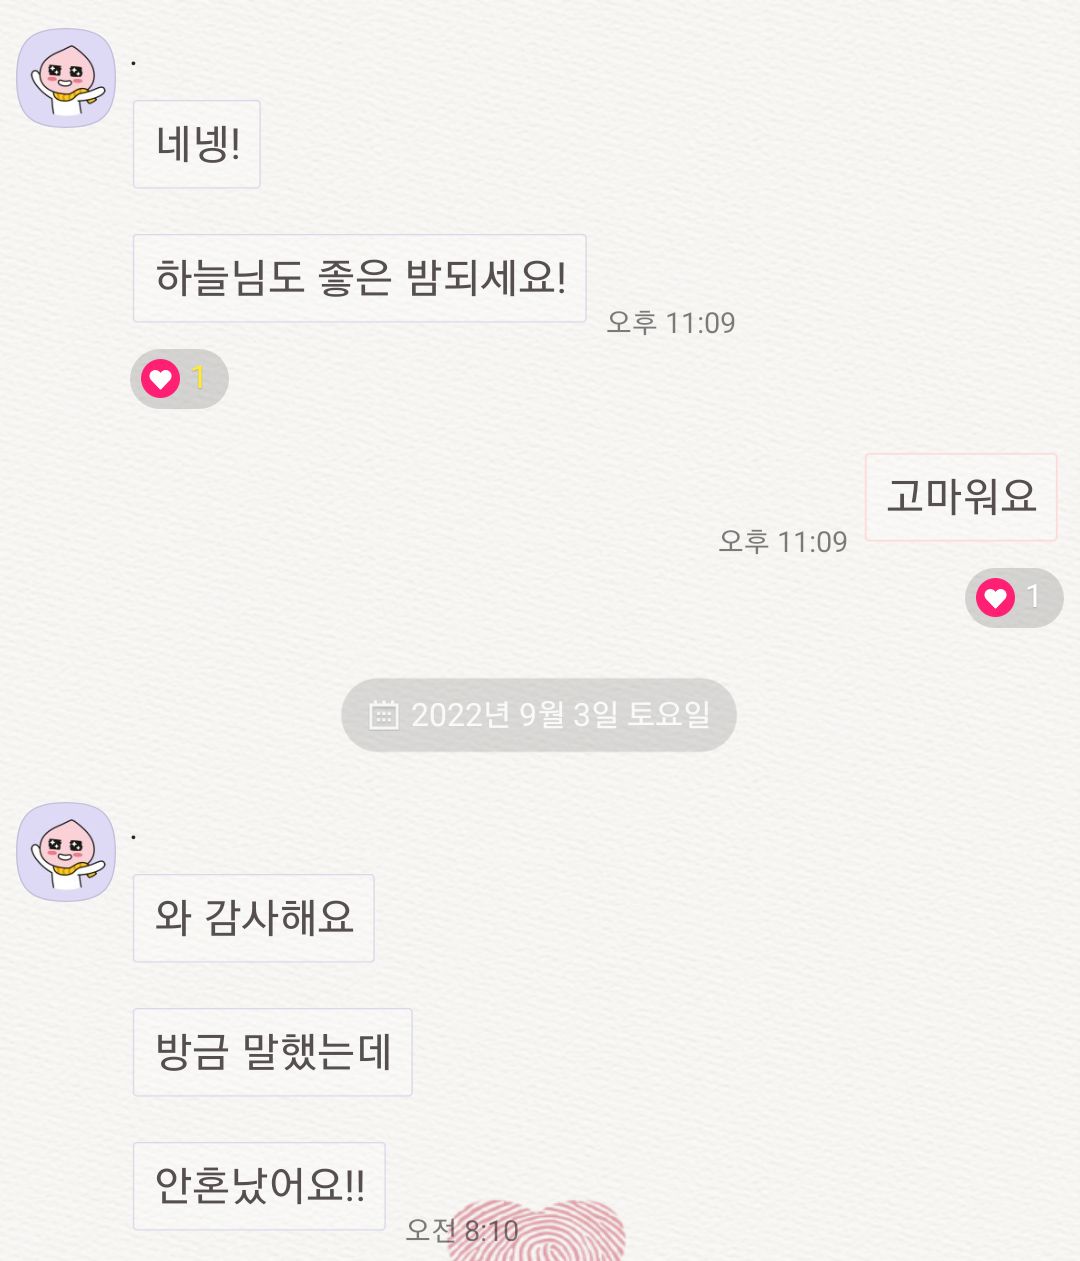 .
네넹!
하늘님도 좋은 밤되세요!
오후 11:09
1
고마워요
오후 11:09
1
2022년 9월 3일 토요일
.
와 감사해요
방금 말했는데
안혼났어요!!
오전 8:10